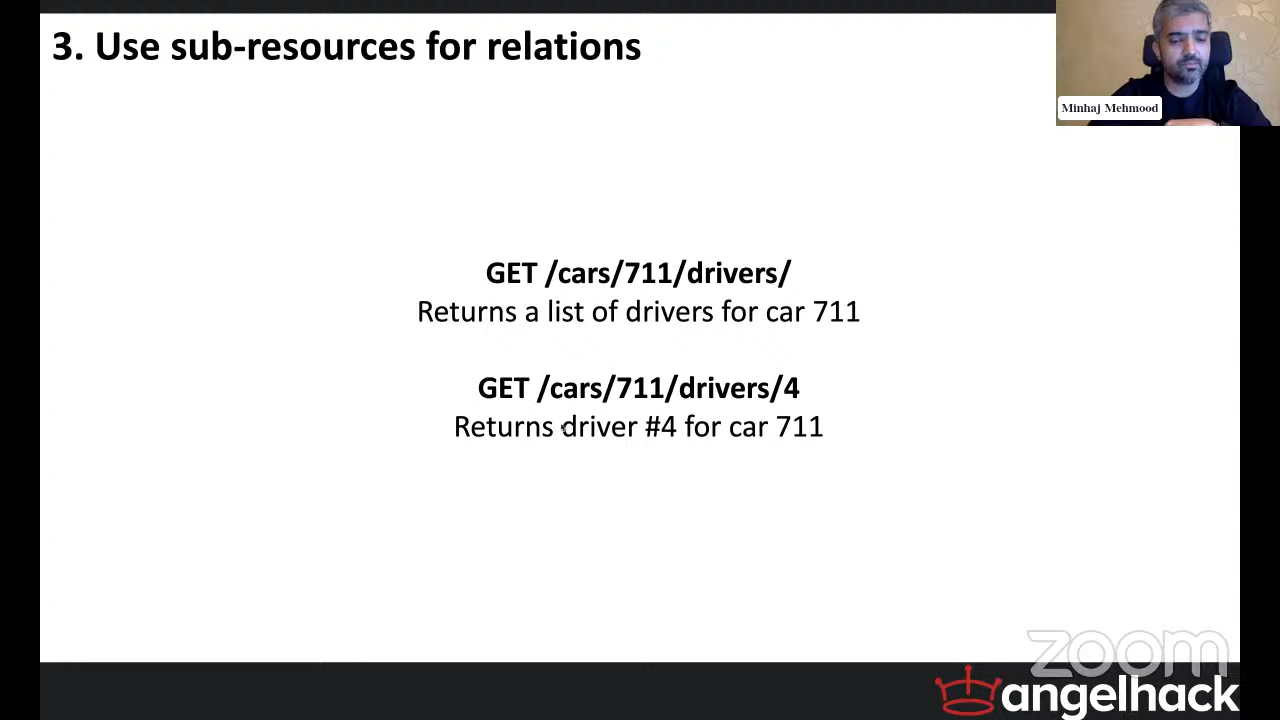 3. Use sub-resources for relations
Minhaj Mehmood
GET /cars/711/drivers/
Returns a list of drivers for car 711
GET /cars/711/drivers/4
Returns driver #4 for car 711
zoom
angelhack